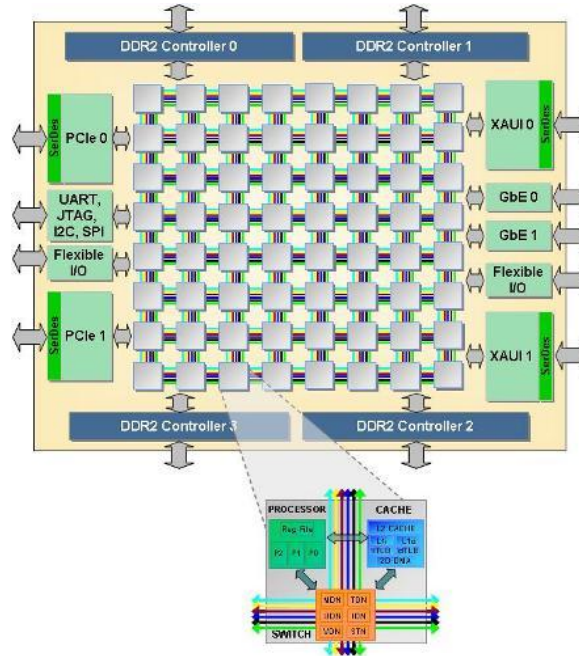 DDR2 Controller 0
DDR2 Controller 1
SerDes
PCIe 0
XAUI 0
SerDes
UART,
JTAG,
I2C, SPI
GbE 0
GbE 1
Flexible
I/O
Flexible
I/O
SerDes
PCIe 1
XAUI 1
SerDes
DDR2 Controller 3
DDR2 Controller 2
PROCESSOR
CACHE
Reg File
P2 P1 P0
L2 CACHE
2D DMA
MDN TDN
UDN IDN
VDN STN
SWITCH